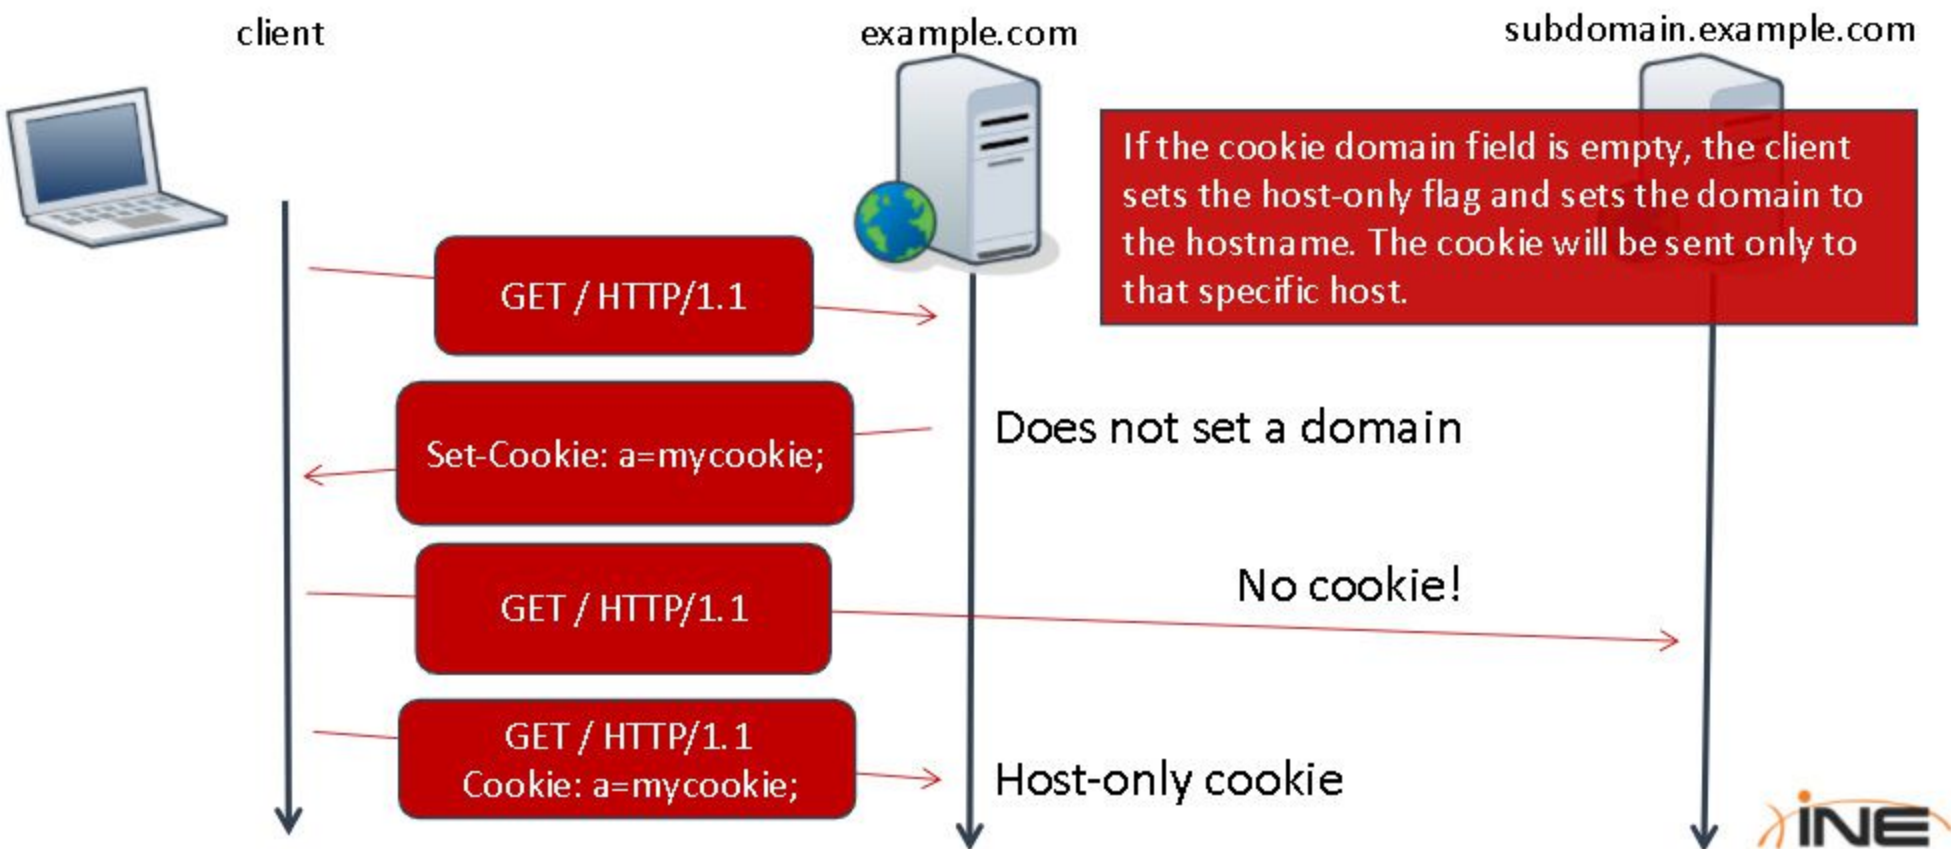 client
example.com
subdomain.example.com
If the cookie domain field is empty, the client
sets the host-only flag and sets the domain to
the hostname. The cookie will be sent only to
that specific host.
GET / HTTP/1.1
Set-Cookie: a=mycookie;
Does not set a domain
GET / HTTP/1.1
No cookie!
GET / HTTP/1.1
Cookie: a=mycookie;
Host-only cookie
INE